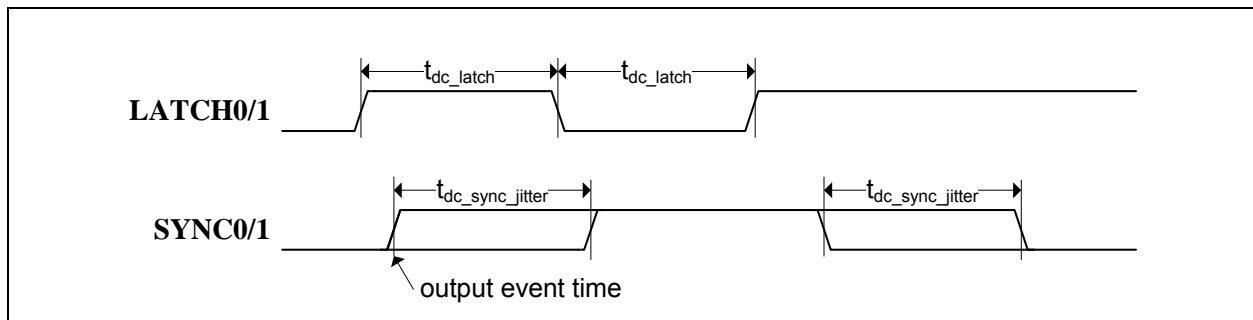 t_dc_latch t_dc_latch
LATCH0/1
t_dc_sync_jitter t_dc_sync_jitter
SYNC0/1
output event time